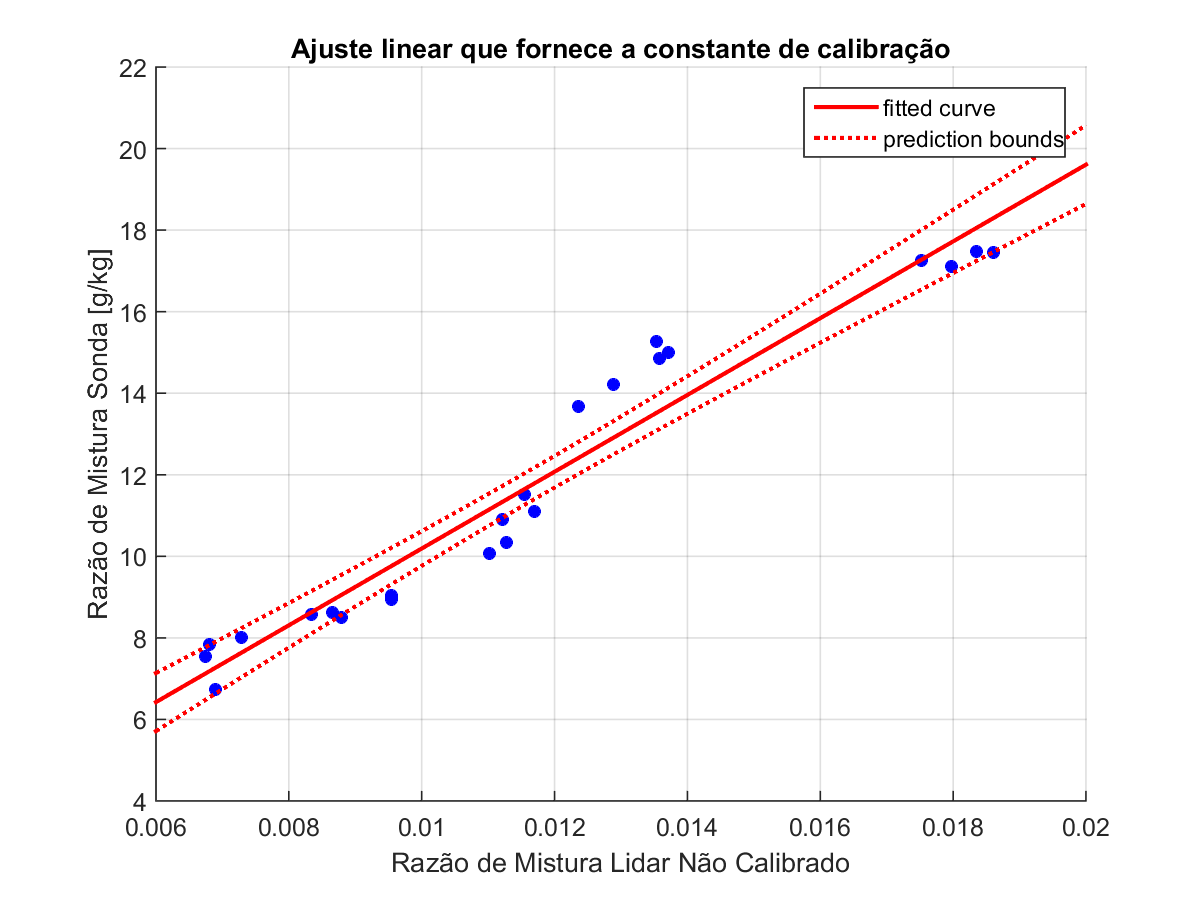 Ajuste linear que fornece a constante de calibração
22
20
18
16
14
12
10
8
6
4
fitted curve
prediction bounds
Razão de Mistura Sonda [g/kg]
0.006 0.008 0.01 0.012 0.014 0.016 0.018 0.02
Razão de Mistura Lidar Não Calibrado